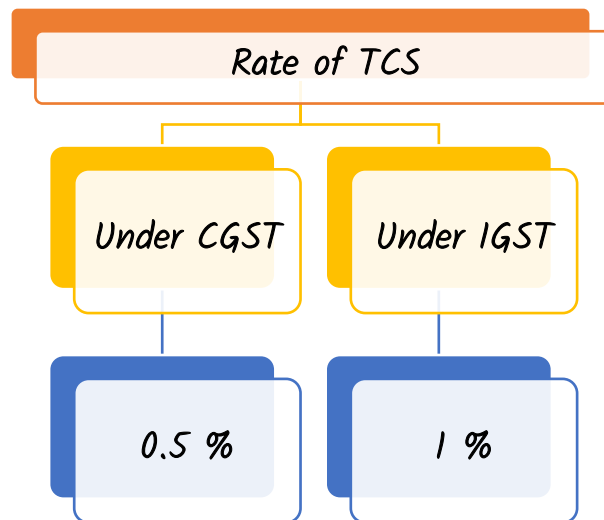 Rate of TCS
Under CGST
Under IGST
0.5 %
1 %